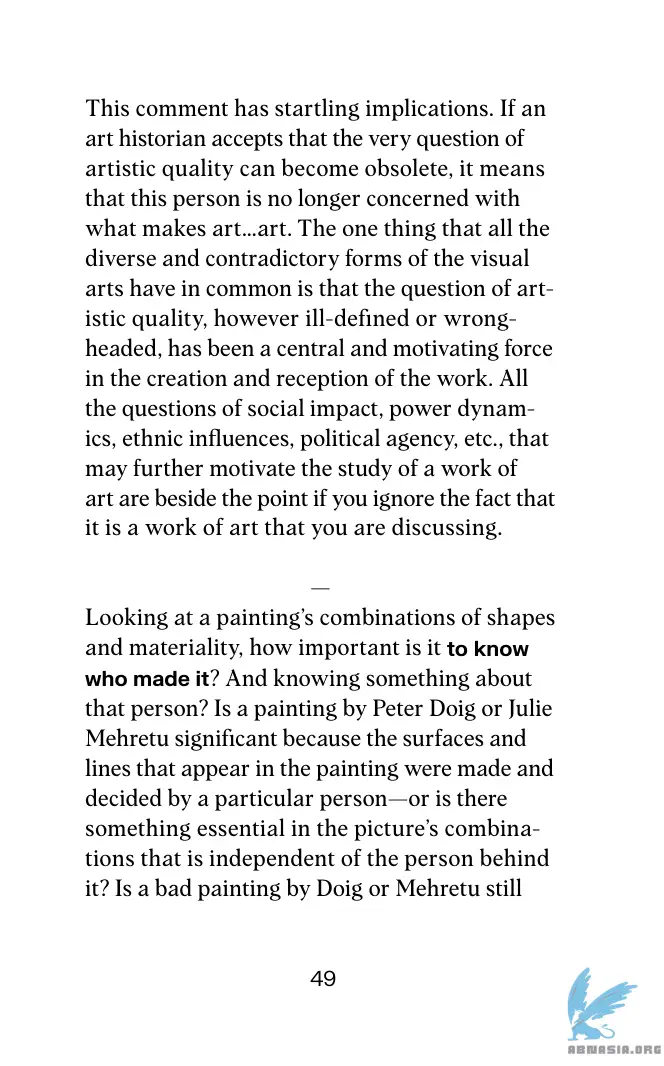 This comment has startling implications. If an
art historian accepts that the very question of
artistic quality can become obsolete, it means
that this person is no longer concerned with
what makes art…art. The one thing that all the
diverse and contradictory forms of the visual
arts have in common is that the question of art-
istic quality, however ill-defined or wrong-
headed, has been a central and motivating force
in the creation and reception of the work. All
the questions of social impact, power dynam-
ics, ethnic influences, political agency, etc., that
may further motivate the study of a work of
art are beside the point if you ignore the fact that
it is a work of art that you are discussing.
—
Looking at a painting’s combinations of shapes
and materiality, how important is it to know
who made it? And knowing something about
that person? Is a painting by Peter Doig or Julie
Mehretu significant because the surfaces and
lines that appear in the painting were made and
decided by a particular person—or is there
something essential in the picture’s combina-
tions that is independent of the person behind
it? Is a bad painting by Doig or Mehretu still
49
ABNASIA.ORG